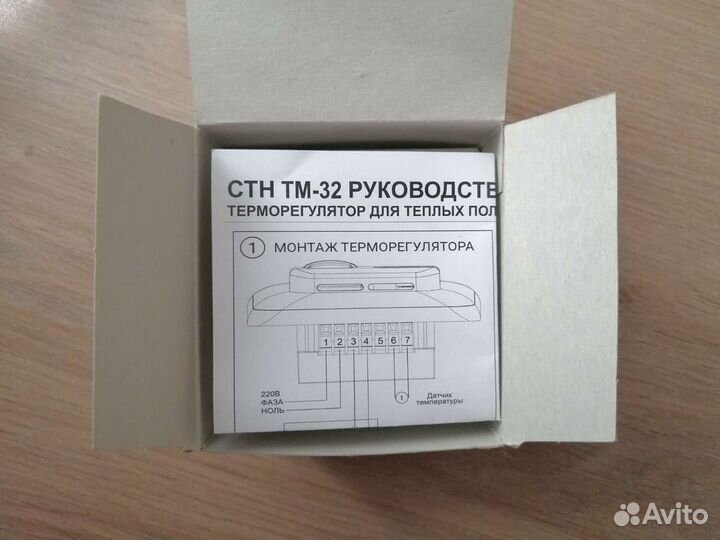 СТН ТМ-32 РУКОВОДСТВ
ТЕРМОРЕГУЛЯТОР ДЛЯ ТЕПЛЫХ ПОЛ
1 МОНТАЖ ТЕРМОРЕГУЛЯТОРА
1 2 3 4 5 6 7
220В
ФАЗА
НОЛЬ
Датчик
температуры
Avito